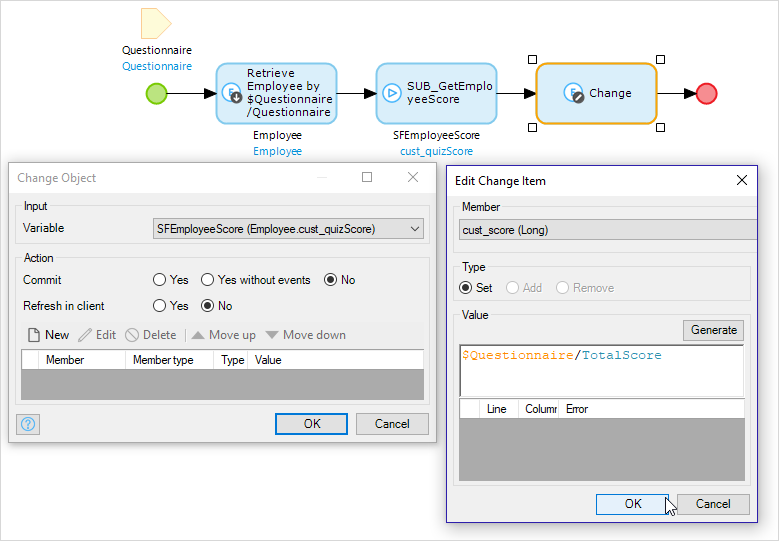 Questionnaire
Questionnaire
Retrieve
Employee by
$Questionnaire
/Questionnaire
Employee
Employee
SUB_GetEmplo
yeeScore
SFEmployeeScore
cust_quizScore
Change
Change Object
Input
Variable
SFEmployeeScore (Employee.cust_quizScore)
Action
Commit
Yes
Yes without events
No
Refresh in client
Yes
No
New
Edit
Delete
Move up
Move down
Member
Member type
Type
Value
OK
Cancel
Edit Change Item
Member
cust_score (Long)
Type
Set
Add
Remove
Value
Generate
$Questionnaire/TotalScore
Line
Column
Error
OK
Cancel